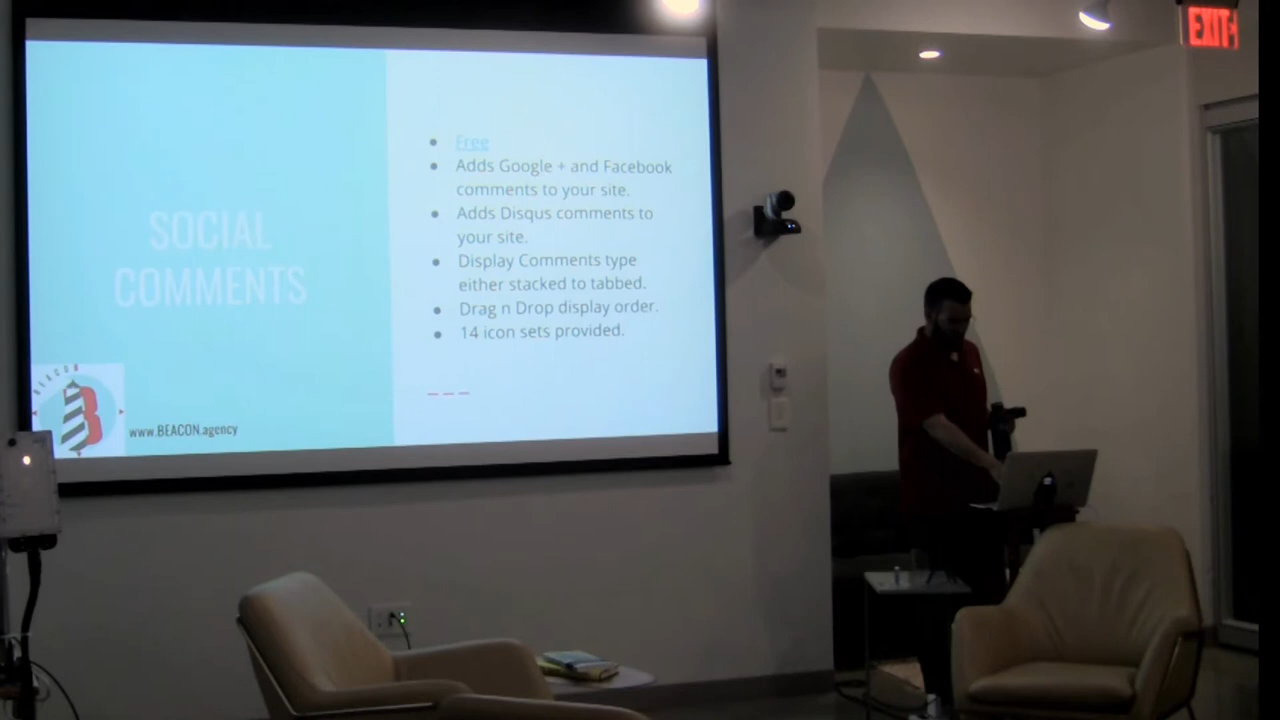 EXIT
SOCIAL
COMMENTS
Free
Adds Google + and Facebook
comments to your site.
Adds Disqus comments to
your site.
Display Comments type
either stacked to tabbed.
Drag n Drop display order.
14 icon sets provided.
BEACON
B
www.BEACON.agency